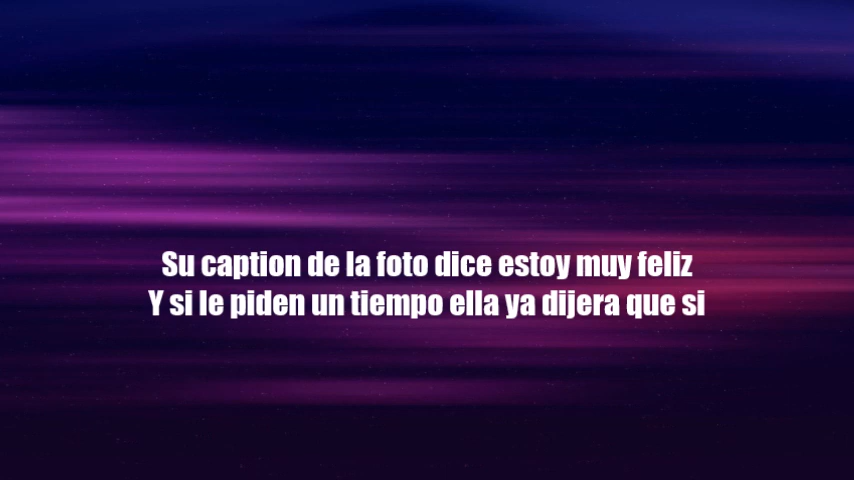 Su caption de la foto dice estoy muy feliz
Y si le piden un tiempo ella ya dijera que si